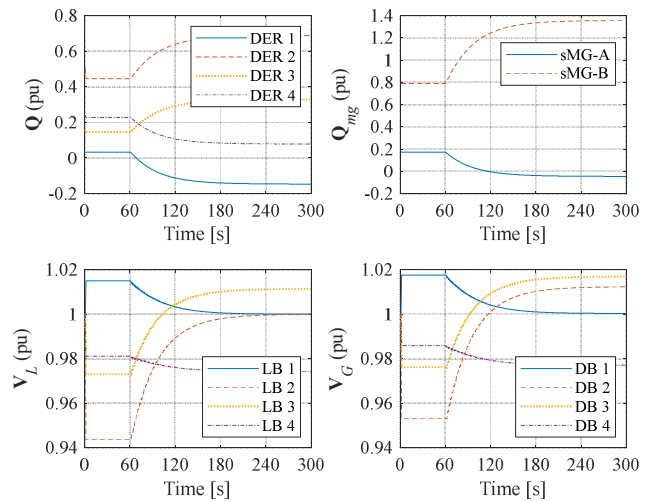 0.8
0.6
0.4
0.2
0
-0.2
Q (pu)
DER 1
DER 2
DER 3
DER 4
0 60 120 180 240 300
Time [s]
1.4
1.2
1
0.8
0.6
0.4
0.2
0
-0.2
Qmg (pu)
sMG-A
sMG-B
0 60 120 180 240 300
Time [s]
1.02
1
0.98
0.96
0.94
VL (pu)
LB 1
LB 2
LB 3
LB 4
0 60 120 180 240 300
Time [s]
1.02
1
0.98
0.96
0.94
VG (pu)
DB 1
DB 2
DB 3
DB 4
0 60 120 180 240 300
Time [s]